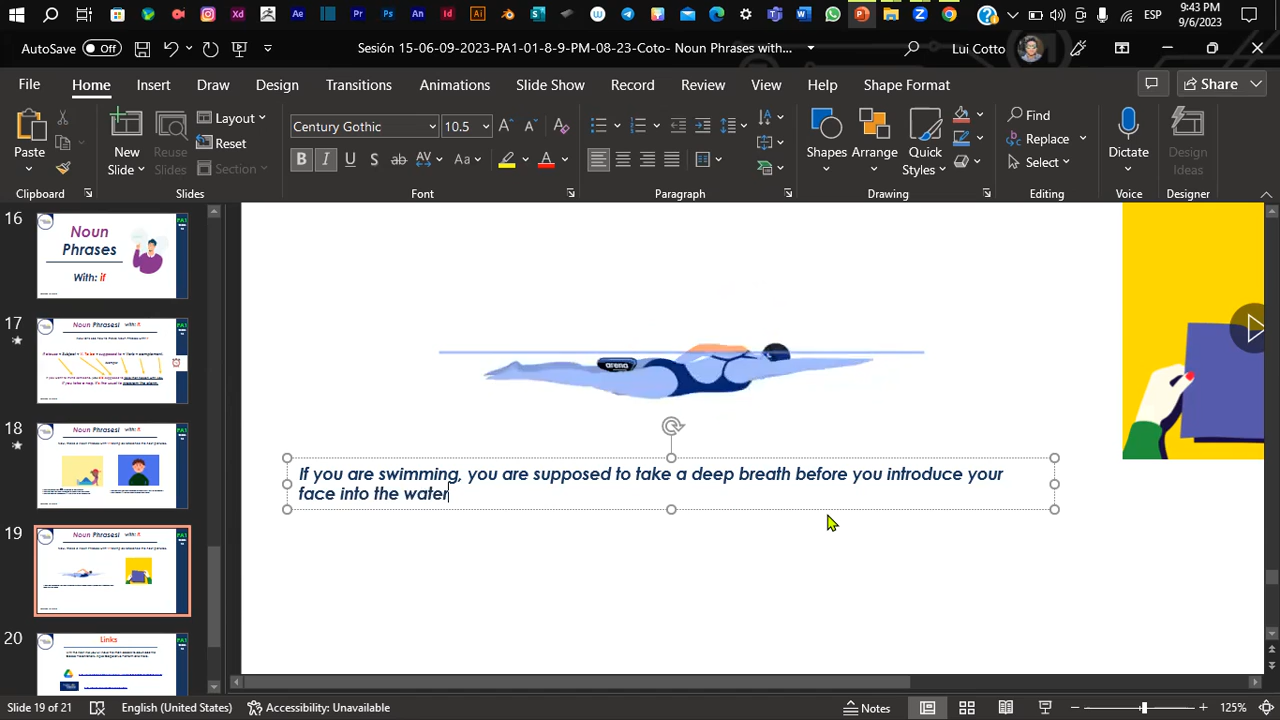 ESP
9:43 PM
9/6/2023
AutoSave Off
Sesión 15-06-09-2023-PA1-01-8-9-PM-08-23-Coto- Noun Phrases with...
Lui Cotto
File Home Insert Draw Design Transitions Animations Slide Show Record Review View Help Shape Format Share
Paste
New Slide
Reuse Slides
Layout
Reset
Section
Century Gothic 10.5
Shapes Arrange Quick Styles
Find
Replace
Select
Dictate
Design Ideas
Clipboard Slides Font Paragraph Drawing Editing Voice Designer
16
Noun
Phrases
With: if
PA1
17
Noun Phrases! with: if
PA1
18
Noun Phrases! with: if
PA1
19
Noun Phrases! with: if
PA1
20
Links
PA1
arena
If you are swimming, you are supposed to take a deep breath before you introduce your
face into the water
Slide 19 of 21 English (United States) Accessibility: Unavailable Notes 125%